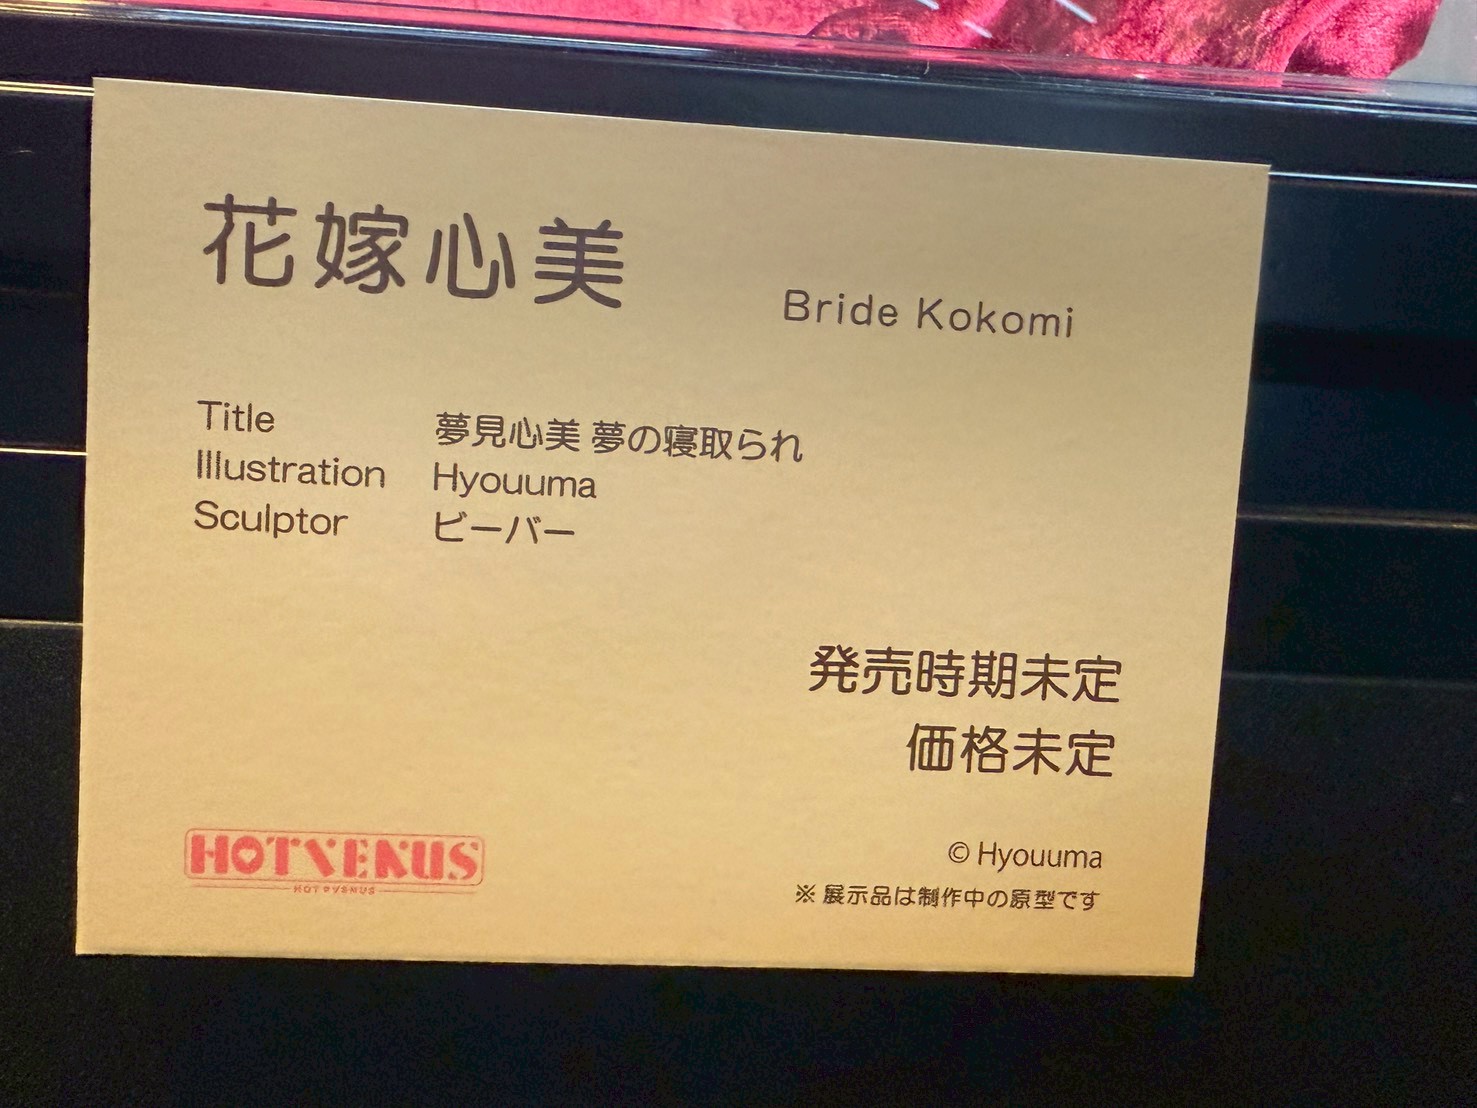 花嫁心美
Bride Kokomi
Title 夢見心美 夢の寝取られ
Illustration Hyouuma
Sculptor ビーバー
発売時期未定
価格未定
© Hyouuma
※ 展示品は制作中の原型です
HOTVENUS